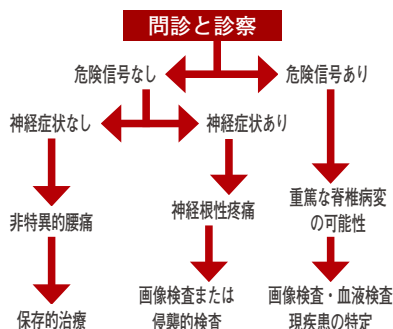 問診と診察
危険信号なし
危険信号あり
神経症状なし
神経症状あり
重篤な脊椎病変
の可能性
神経根性疼痛
非特異的腰痛
画像検査または
侵襲的検査
画像検査・血液検査
現疾患の特定
保存的治療